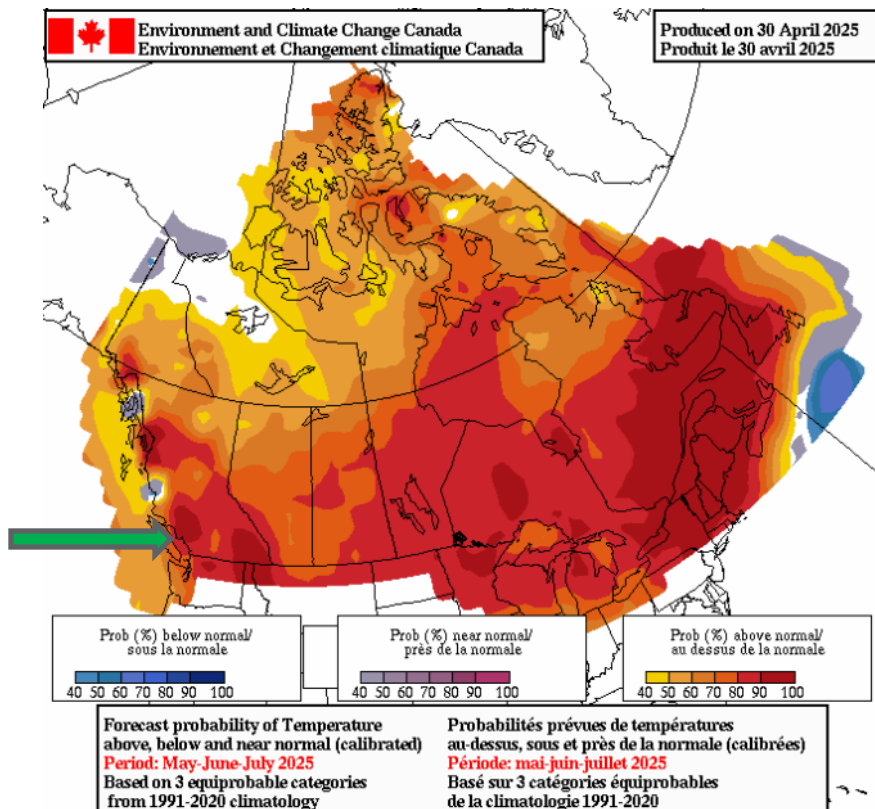 Environment and Climate Change Canada
Environnement et Changement climatique Canada
Produced on 30 April 2025
Produit le 30 avril 2025
Prob (%) below normal/
sous la normale
40 50 60 70 80 90 100
Prob (%) near normal/
près de la normale
40 50 60 70 80 90 100
Prob (%) above normal/
au dessus de la normale
40 50 60 70 80 90 100
Forecast probability of Temperature
above, below and near normal (calibrated)
Period: May-June-July 2025
Based on 3 equiprobable categories
from 1991-2020 climatology
Probabilités prévues de températures
au-dessus, sous et près de la normale (calibrées)
Période: mai-juin-juillet 2025
Basé sur 3 catégories équiprobables
de la climatologie 1991-2020